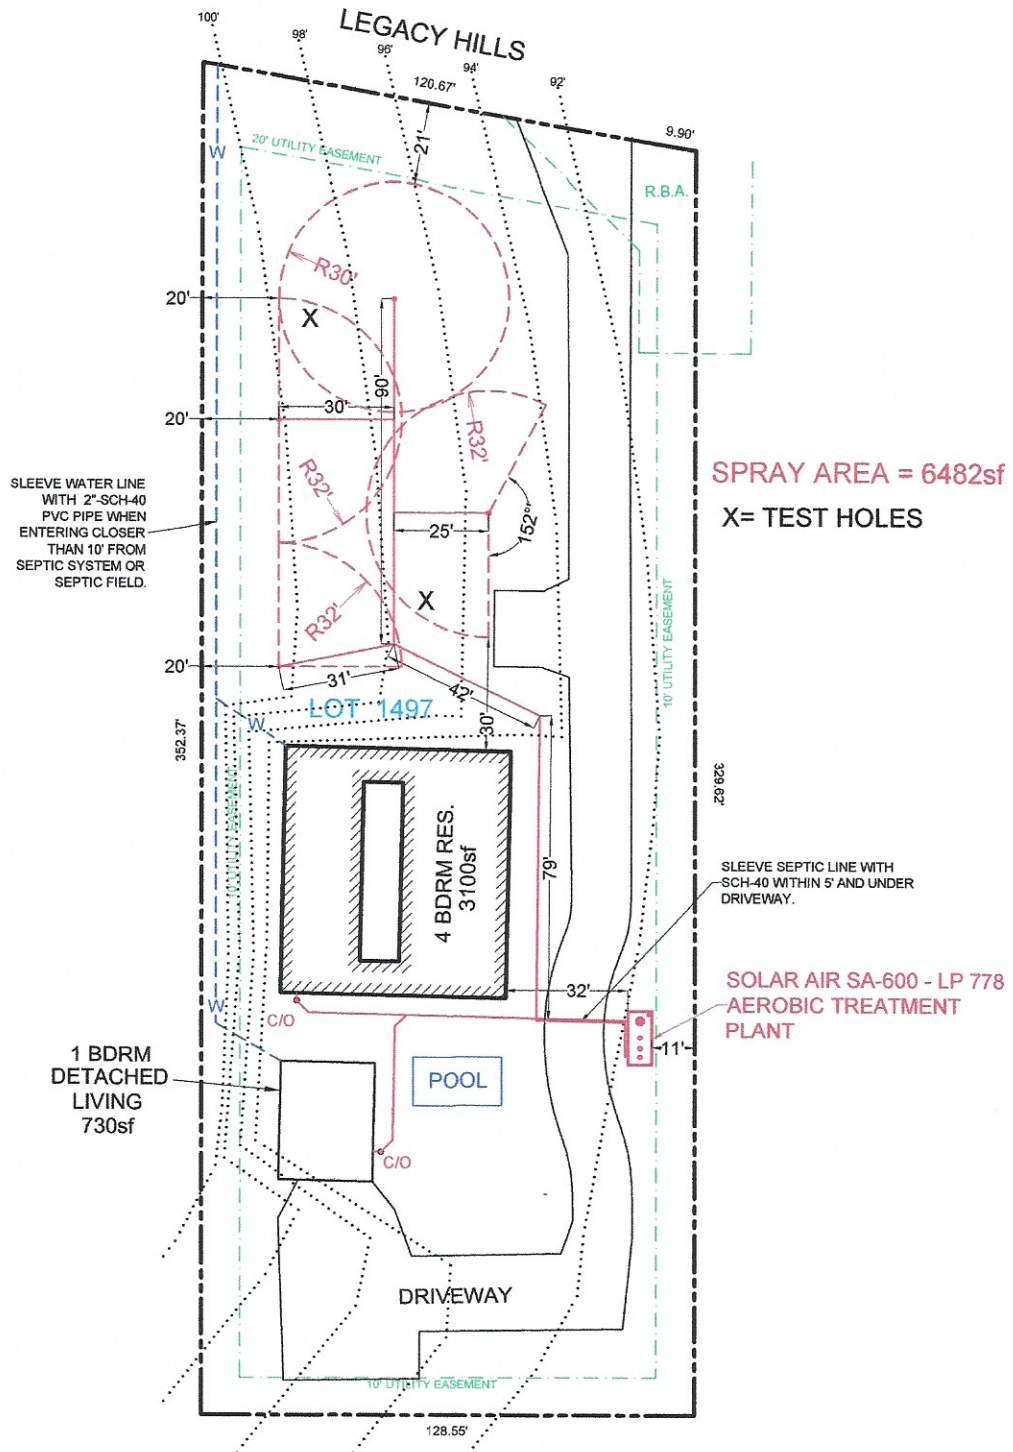 LEGACY HILLS
100'
98'
96'
94'
92'
120.67'
9.90'
21'
20' UTILITY EASEMENT
W
R.B.A.
R30'
20'
X
90'
30'
20'
R32'
R32'
SPRAY AREA = 6482sf
X= TEST HOLES
SLEEVE WATER LINE
WITH 2"-SCH-40
PVC PIPE WHEN
ENTERING CLOSER
THAN 10' FROM
SEPTIC SYSTEM OR
SEPTIC FIELD.
25'
152°
X
R32'
10' UTILITY EASEMENT
20'
31'
42'
LOT 1497
W
30'
352.37'
329.62'
10' UTILITY EASEMENT
4 BDRM RES.
3100sf
79'
SLEEVE SEPTIC LINE WITH
SCH-40 WITHIN 5' AND UNDER
DRIVEWAY.
W
C/O
32'
SOLAR AIR SA-600 - LP 778
AEROBIC TREATMENT
PLANT
11'
1 BDRM
DETACHED
LIVING
730sf
POOL
C/O
DRIVEWAY
10' UTILITY EASEMENT
128.55'